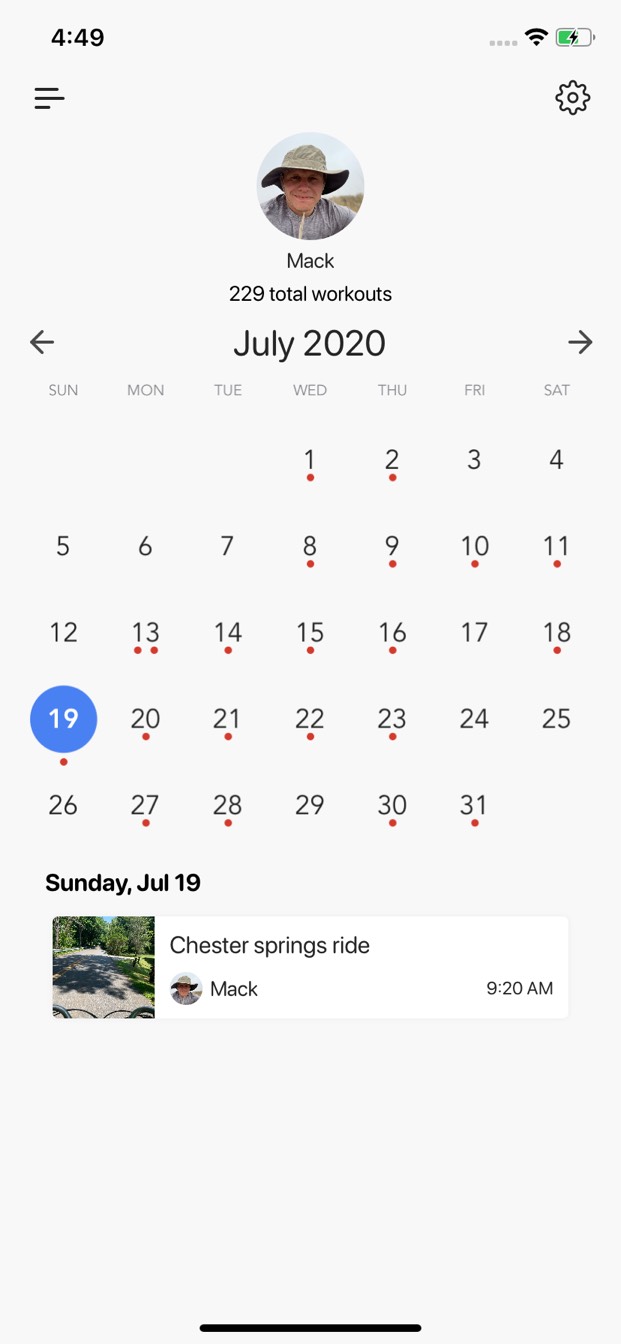 4:49
Mack
229 total workouts
July 2020
SUN MON TUE WED THU FRI SAT
1 2 3 4
5 6 7 8 9 10 11
12 13 14 15 16 17 18
19 20 21 22 23 24 25
26 27 28 29 30 31
Sunday, Jul 19
Chester springs ride
Mack 9:20 AM